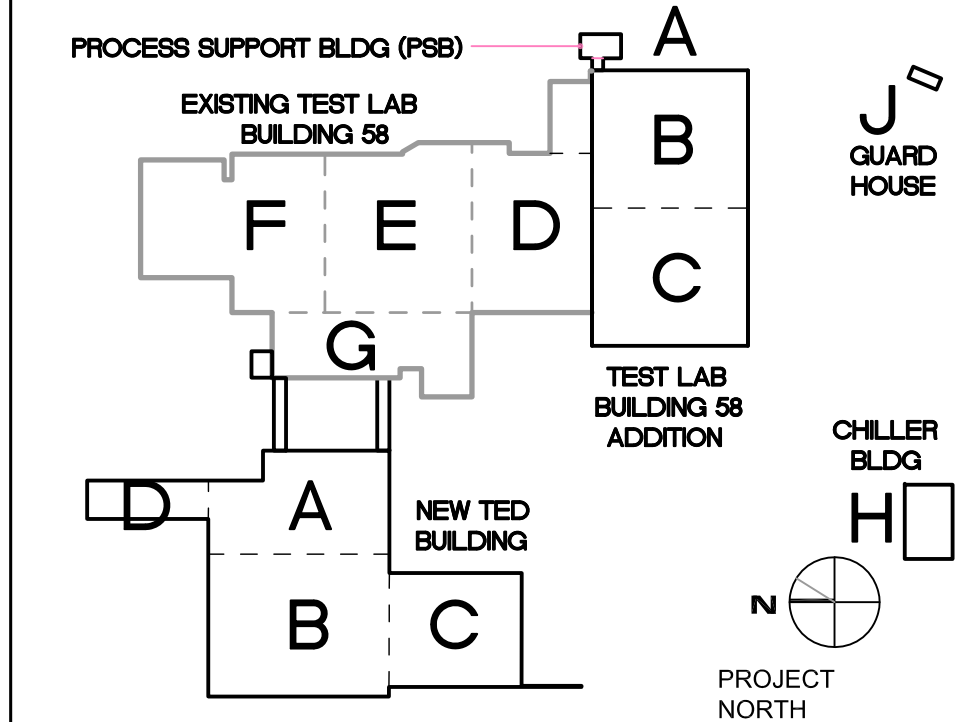 A
PROCESS SUPPORT BLDG (PSB)
EXISTING TEST LAB
BUILDING 58
B
J
GUARD
HOUSE
F
E
D
C
G
TEST LAB
BUILDING 58
ADDITION
CHILLER
BLDG
H
D
A
NEW TED
BUILDING
B
C
N
PROJECT
NORTH